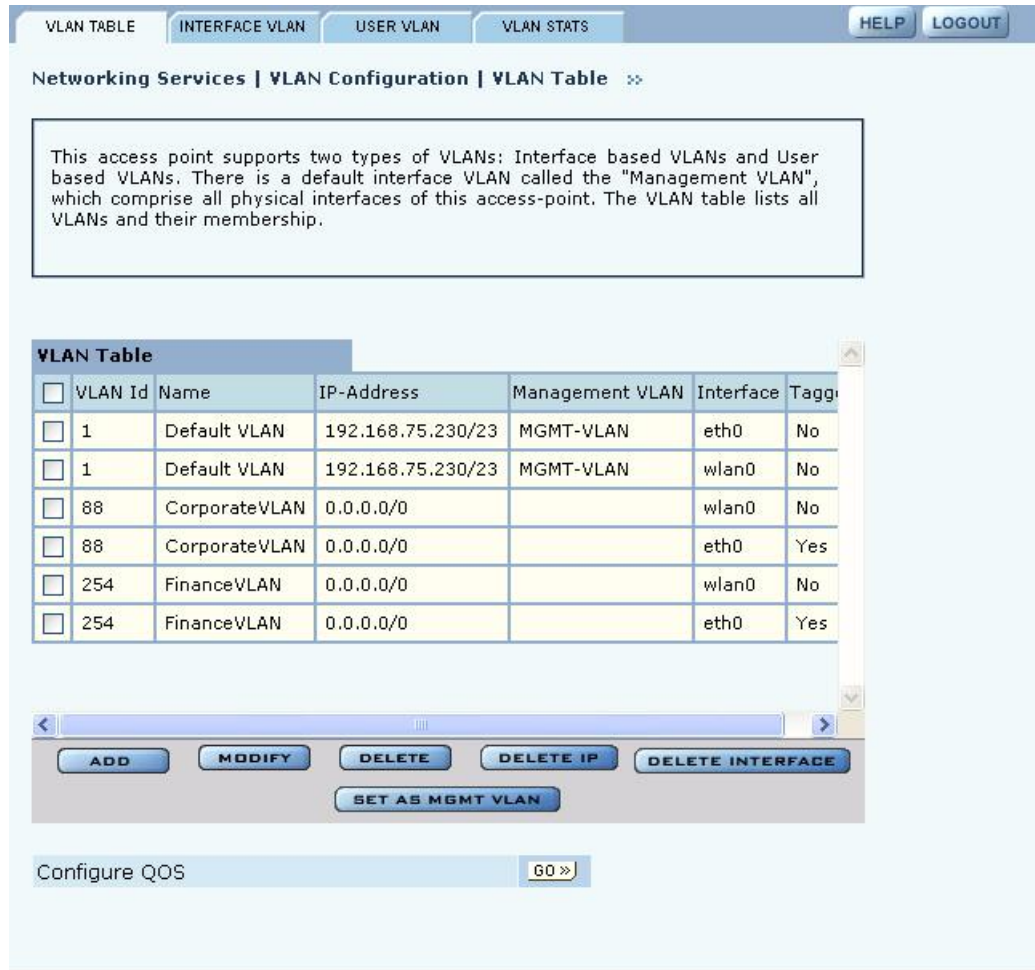 VLAN TABLE INTERFACE VLAN USER VLAN VLAN STATS HELP LOGOUT
Networking Services | VLAN Configuration | VLAN Table »
This access point supports two types of VLANs: Interface based VLANs and User
based VLANs. There is a default interface VLAN called the "Management VLAN",
which comprise all physical interfaces of this access-point. The VLAN table lists all
VLANs and their membership.
VLAN Table
VLAN Id Name IP-Address Management VLAN Interface Tagg
1 Default VLAN 192.168.75.230/23 MGMT-VLAN eth0 No
1 Default VLAN 192.168.75.230/23 MGMT-VLAN wlan0 No
88 CorporateVLAN 0.0.0.0/0 wlan0 No
88 CorporateVLAN 0.0.0.0/0 eth0 Yes
254 FinanceVLAN 0.0.0.0/0 wlan0 No
254 FinanceVLAN 0.0.0.0/0 eth0 Yes
ADD MODIFY DELETE DELETE IP DELETE INTERFACE
SET AS MGMT VLAN
Configure QOS GO »